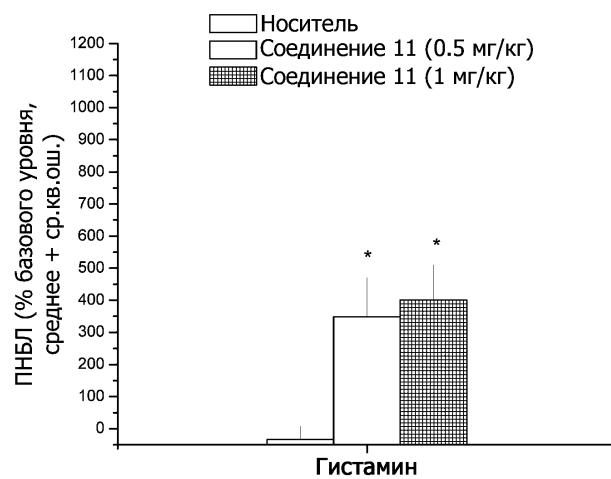 Носитель
Соединение 11 (0.5 мг/кг)
Соединение 11 (1 мг/кг)
ПНБЛ (% базового уровня,
среднее + ср.кв.ош.)
1200
1100
1000
900
800
700
600
500
400
300
200
100
0
*
*
Гистамин